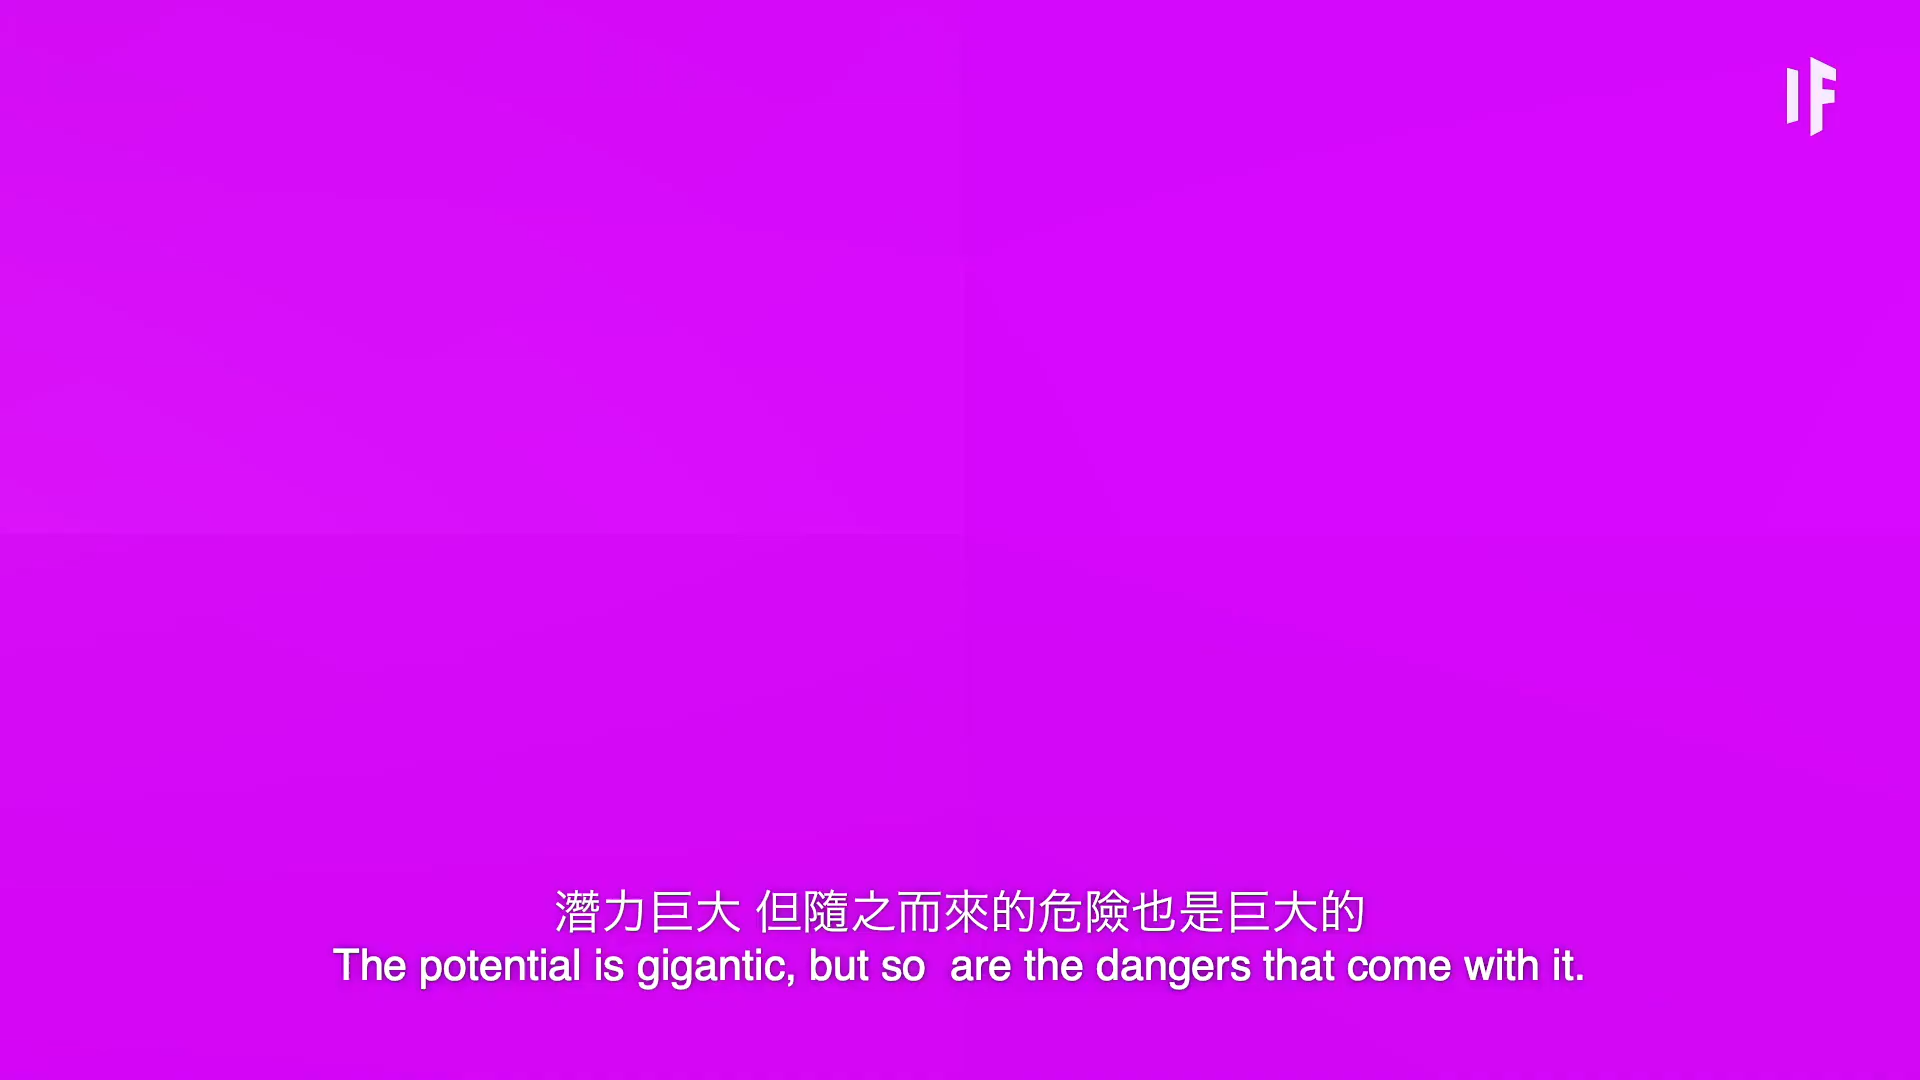 IF
潛力巨大 但隨之而來的危險也是巨大的
The potential is gigantic, but so  are the dangers that come with it.